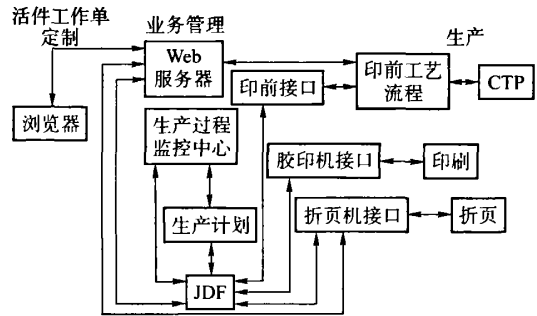 活件工作单
定制
业务管理
Web
服务器
生产
浏览器
印前接口
印前工艺
流程
CTP
生产过程
监控中心
胶印机接口
印刷
生产计划
折页机接口
折页
JDF